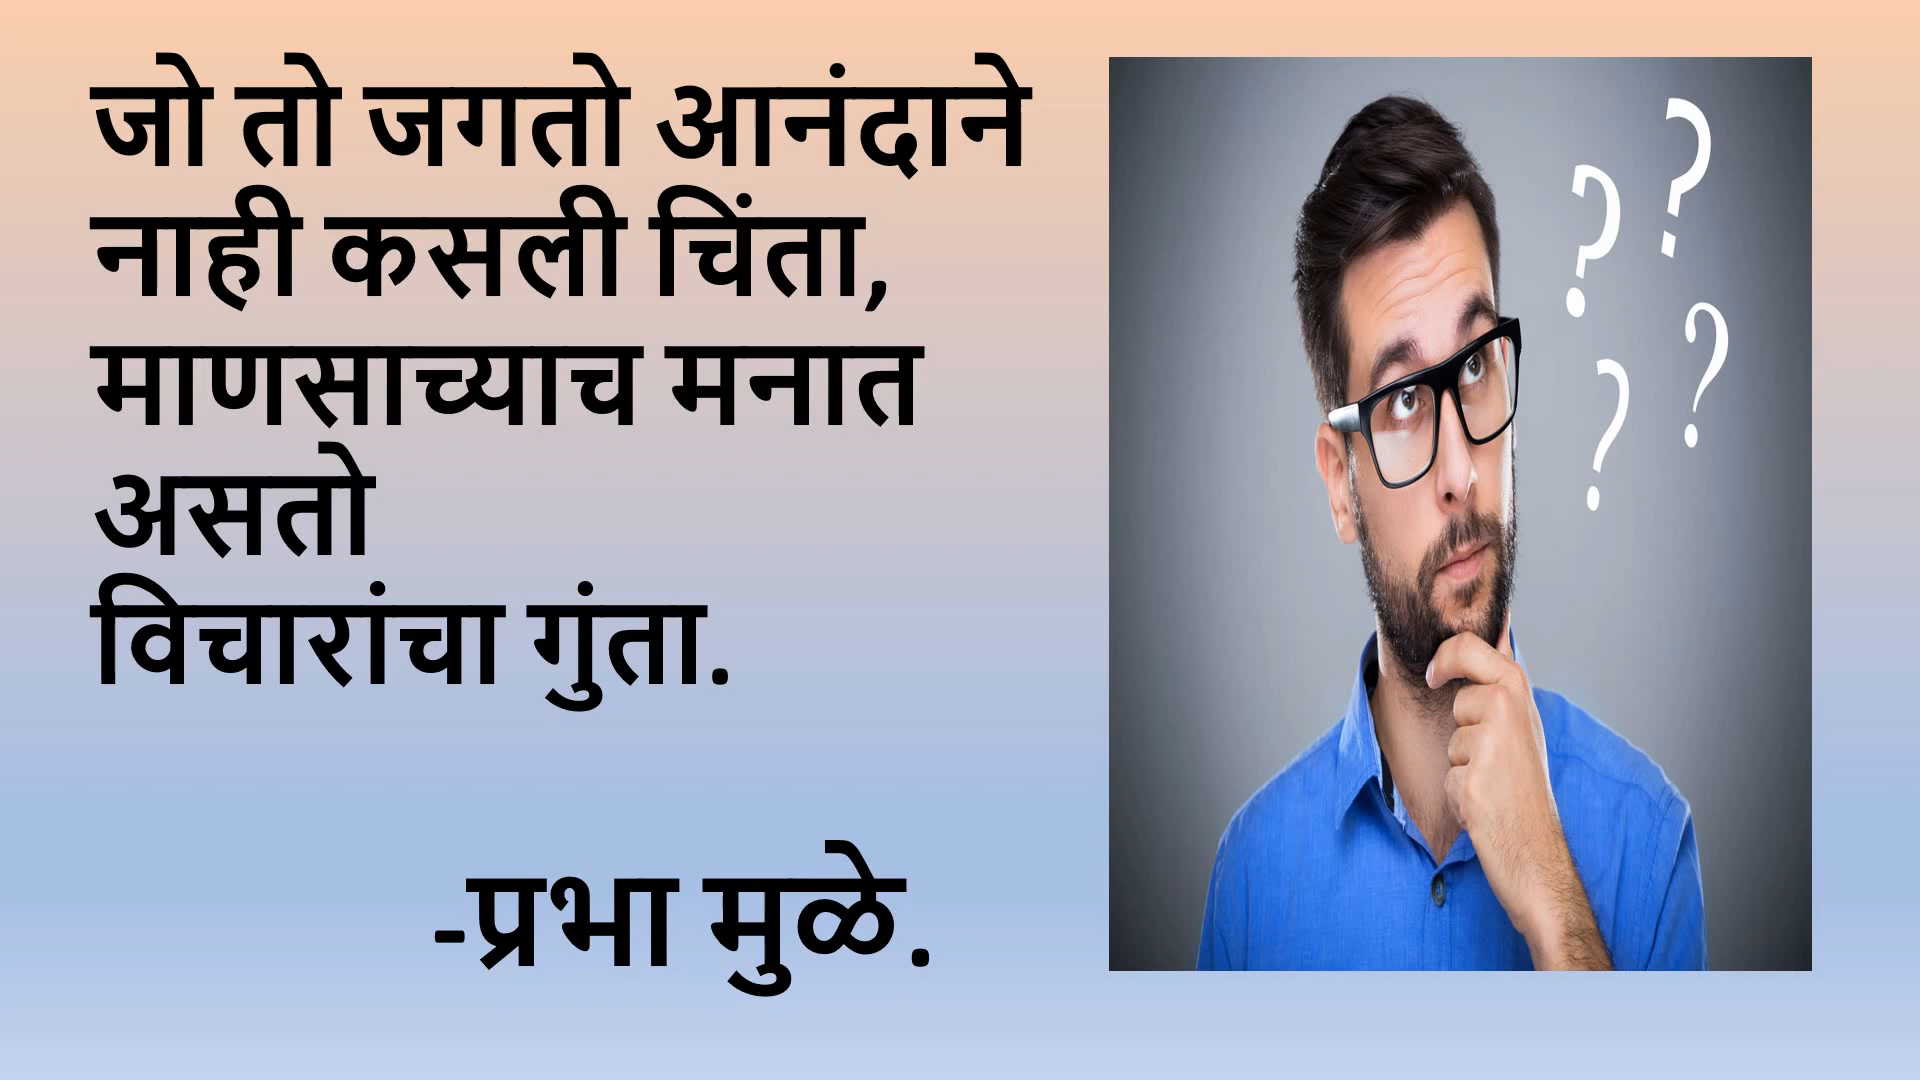 जो तो जगतो आनंदाने
नाही कसली चिंता,
माणसाच्याच मनात
असतो
विचारांचा गुंता.
-प्रभा मुळे.
? ?
? ?